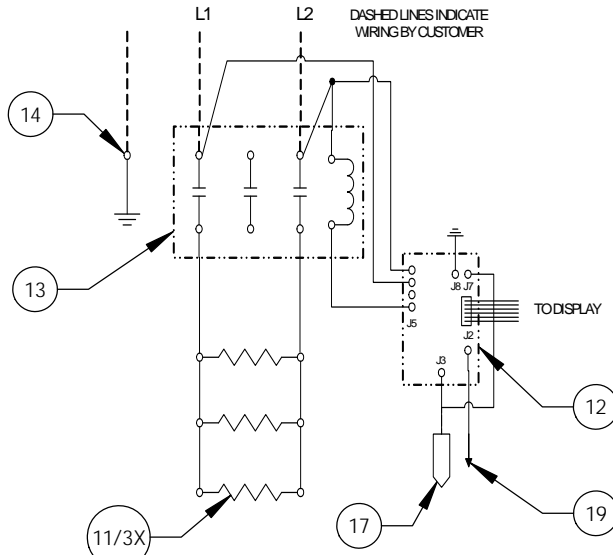 L1
L2
DASHED LINES INDICATE
WIRING BY CUSTOMER
14
13
J8 J7
J5
TO DISPLAY
J2
J3
12
17
19
11/3X